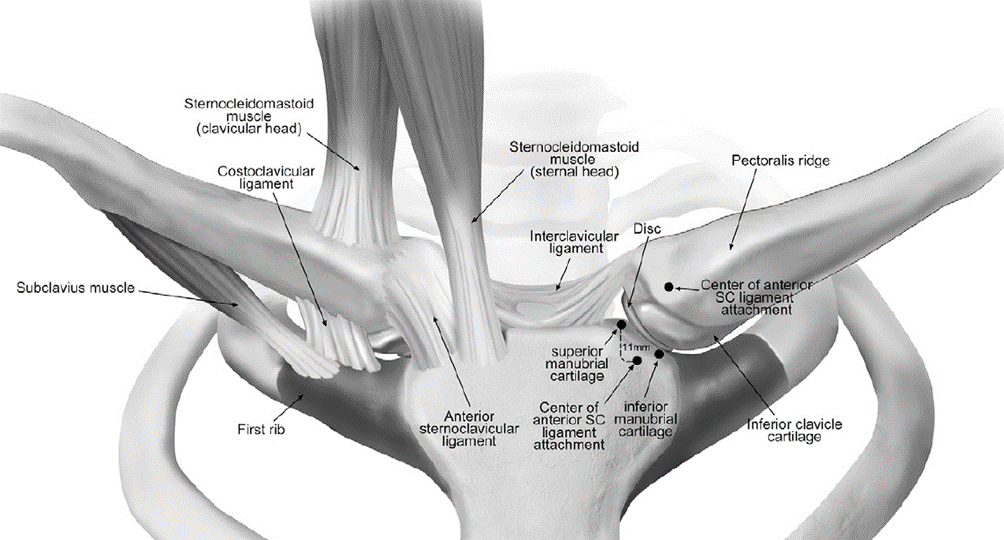 Sternocleidomastoid
muscle
(clavicular head)
Costoclavicular
ligament
Subclavius muscle
First rib
Anterior
sternoclavicular
ligament
Sternocleidomastoid
muscle
(sternal head)
Interclavicular
ligament
Disc
Pectoralis ridge
Center of anterior
SC ligament
attachment
11mm
superior
manubrial
cartilage
Center of
anterior SC
ligament
attachment
inferior
manubrial
cartilage
Inferior clavicle
cartilage